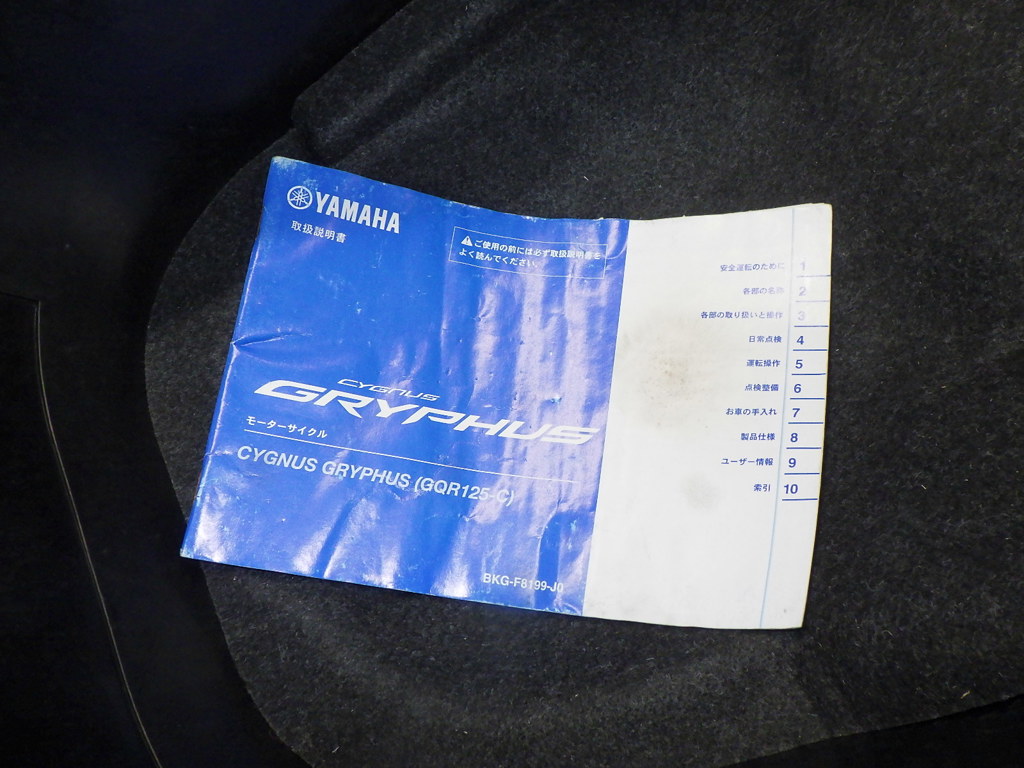 YAMAHA
取扱説明書
ご使用の前には必ず取扱説明書を
よく読んでください。
CYGNUS
GRYPHUS
モーターサイクル
CYGNUS GRYPHUS (GQR125-C)
BKG-F8199-J0
安全運転のために 1
各部の名称 2
各部の取り扱いと操作 3
日常点検 4
運転操作 5
点検整備 6
お車の手入れ 7
製品仕様 8
ユーザー情報 9
索引 10